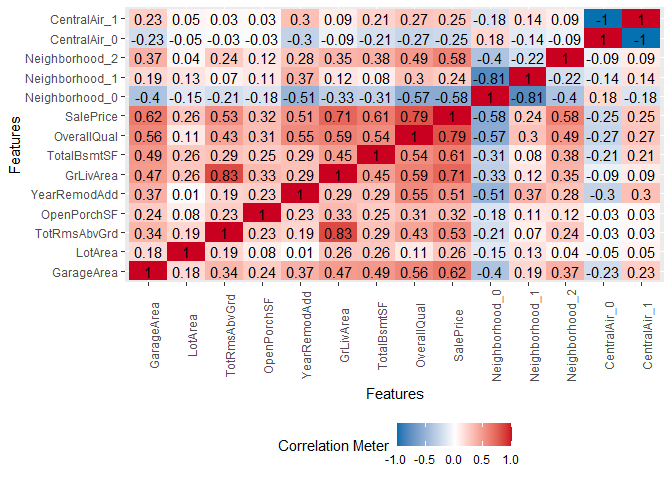 CentralAir_1 0.23 0.05 0.03 0.03 0.3 0.09 0.21 0.27 0.25 -0.18 0.14 0.09 -1 1
CentralAir_0 -0.23 -0.05 -0.03 -0.03 -0.3 -0.09 -0.21 -0.27 -0.25 0.18 -0.14 -0.09 1 -1
Neighborhood_2 0.37 0.04 0.24 0.12 0.28 0.35 0.38 0.49 0.58 -0.4 -0.22 1 -0.09 0.09
Neighborhood_1 0.19 0.13 0.07 0.11 0.37 0.12 0.08 0.3 0.24 -0.81 1 -0.22 -0.14 0.14
Neighborhood_0 -0.4 -0.15 -0.21 -0.18 -0.51 -0.33 -0.31 -0.57 -0.58 1 -0.81 -0.4 0.18 -0.18
SalePrice 0.62 0.26 0.53 0.32 0.51 0.71 0.61 0.79 1 -0.58 0.24 0.58 -0.25 0.25
OverallQual 0.56 0.11 0.43 0.31 0.55 0.59 0.54 1 0.79 -0.57 0.3 0.49 -0.27 0.27
TotalBsmtSF 0.49 0.26 0.29 0.25 0.29 0.45 1 0.54 0.61 -0.31 0.08 0.38 -0.21 0.21
GrLivArea 0.47 0.26 0.83 0.33 0.29 1 0.45 0.59 0.71 -0.33 0.12 0.35 -0.09 0.09
YearRemodAdd 0.37 0.01 0.19 0.23 1 0.29 0.29 0.55 0.51 -0.51 0.37 0.28 -0.3 0.3
OpenPorchSF 0.24 0.08 0.23 1 0.23 0.33 0.25 0.31 0.32 -0.18 0.11 0.12 -0.03 0.03
TotRmsAbvGrd 0.34 0.19 1 0.23 0.19 0.83 0.29 0.43 0.53 -0.21 0.07 0.24 -0.03 0.03
LotArea 0.18 1 0.19 0.08 0.01 0.26 0.26 0.11 0.26 -0.15 0.13 0.04 -0.05 0.05
GarageArea 1 0.18 0.34 0.24 0.37 0.47 0.49 0.56 0.62 -0.4 0.19 0.37 -0.23 0.23
Features
GarageArea
LotArea
TotRmsAbvGrd
OpenPorchSF
YearRemodAdd
GrLivArea
TotalBsmtSF
OverallQual
SalePrice
Neighborhood_0
Neighborhood_1
Neighborhood_2
CentralAir_0
CentralAir_1
Features
Correlation Meter
-1.0 -0.5 0.0 0.5 1.0